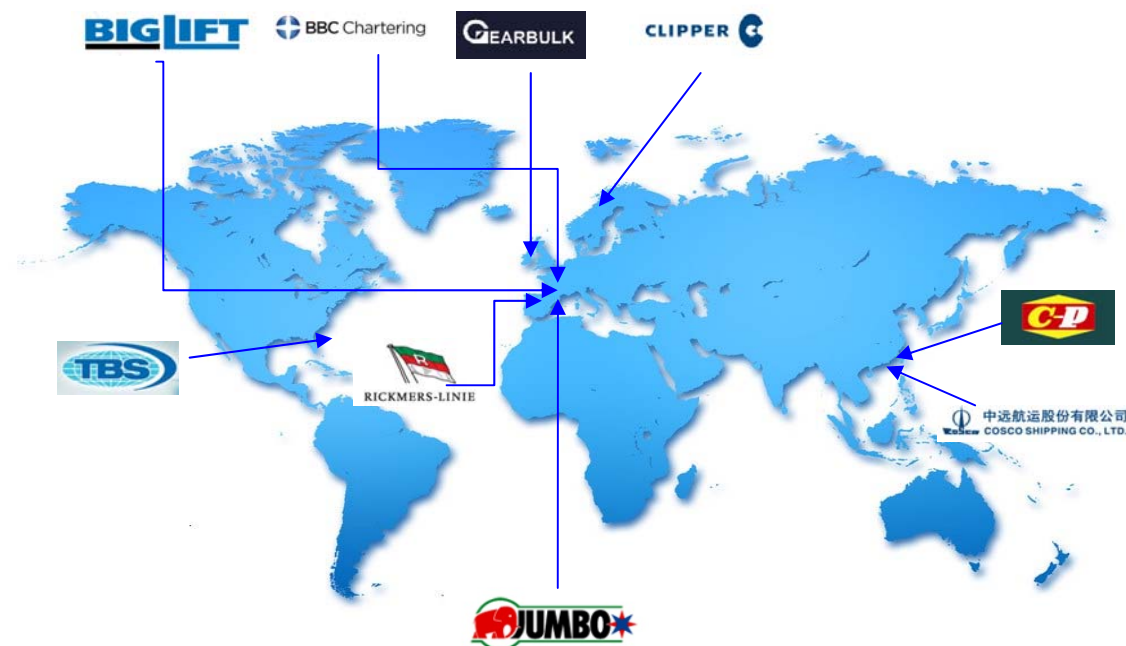 BIGLIFT
BBC Chartering
GEARBULK
CLIPPER
C-P
TBS
R
RICKMERS-LINIE
中远航运股份有限公司
COSCO COSCO SHIPPING CO., LTD.
JUMBO